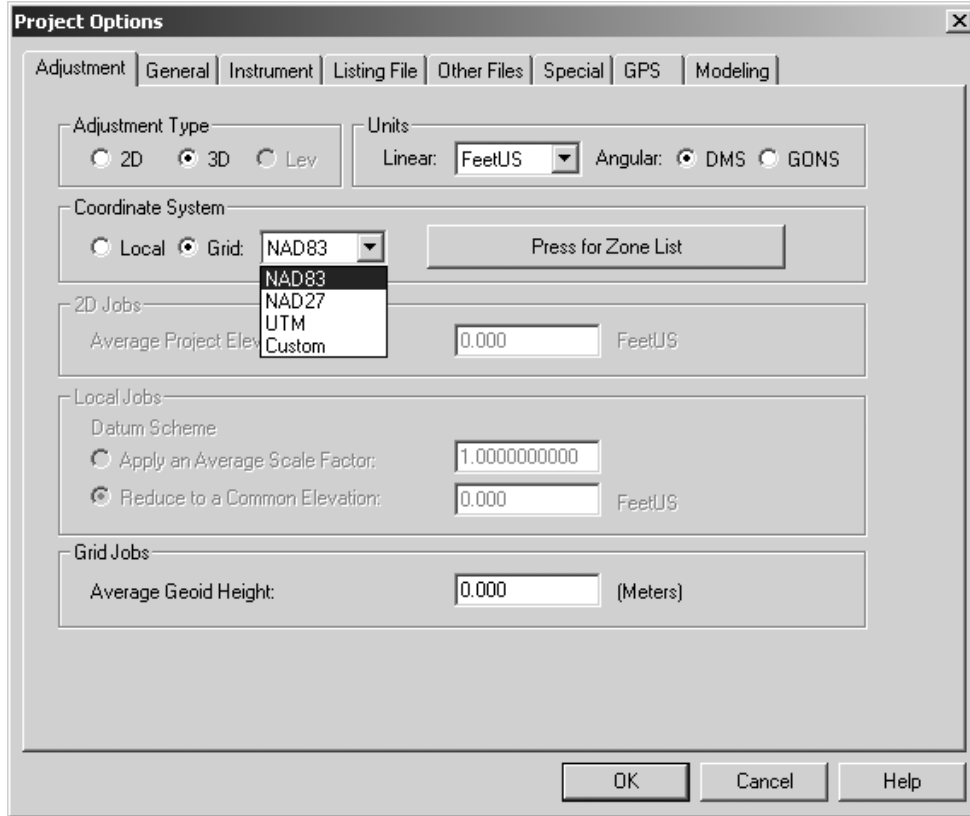 Project Options
Adjustment General Instrument Listing File Other Files Special GPS Modeling
Adjustment Type
2D 3D Lev
Units
Linear: FeetUS Angular: DMS GONS
Coordinate System
Local Grid: NAD83 Press for Zone List
NAD83
NAD27
UTM
Custom
2D Jobs
Average Project Elev 0.000 FeetUS
Local Jobs
Datum Scheme
Apply an Average Scale Factor: 1.0000000000
Reduce to a Common Elevation: 0.000 FeetUS
Grid Jobs
Average Geoid Height: 0.000 (Meters)
OK Cancel Help